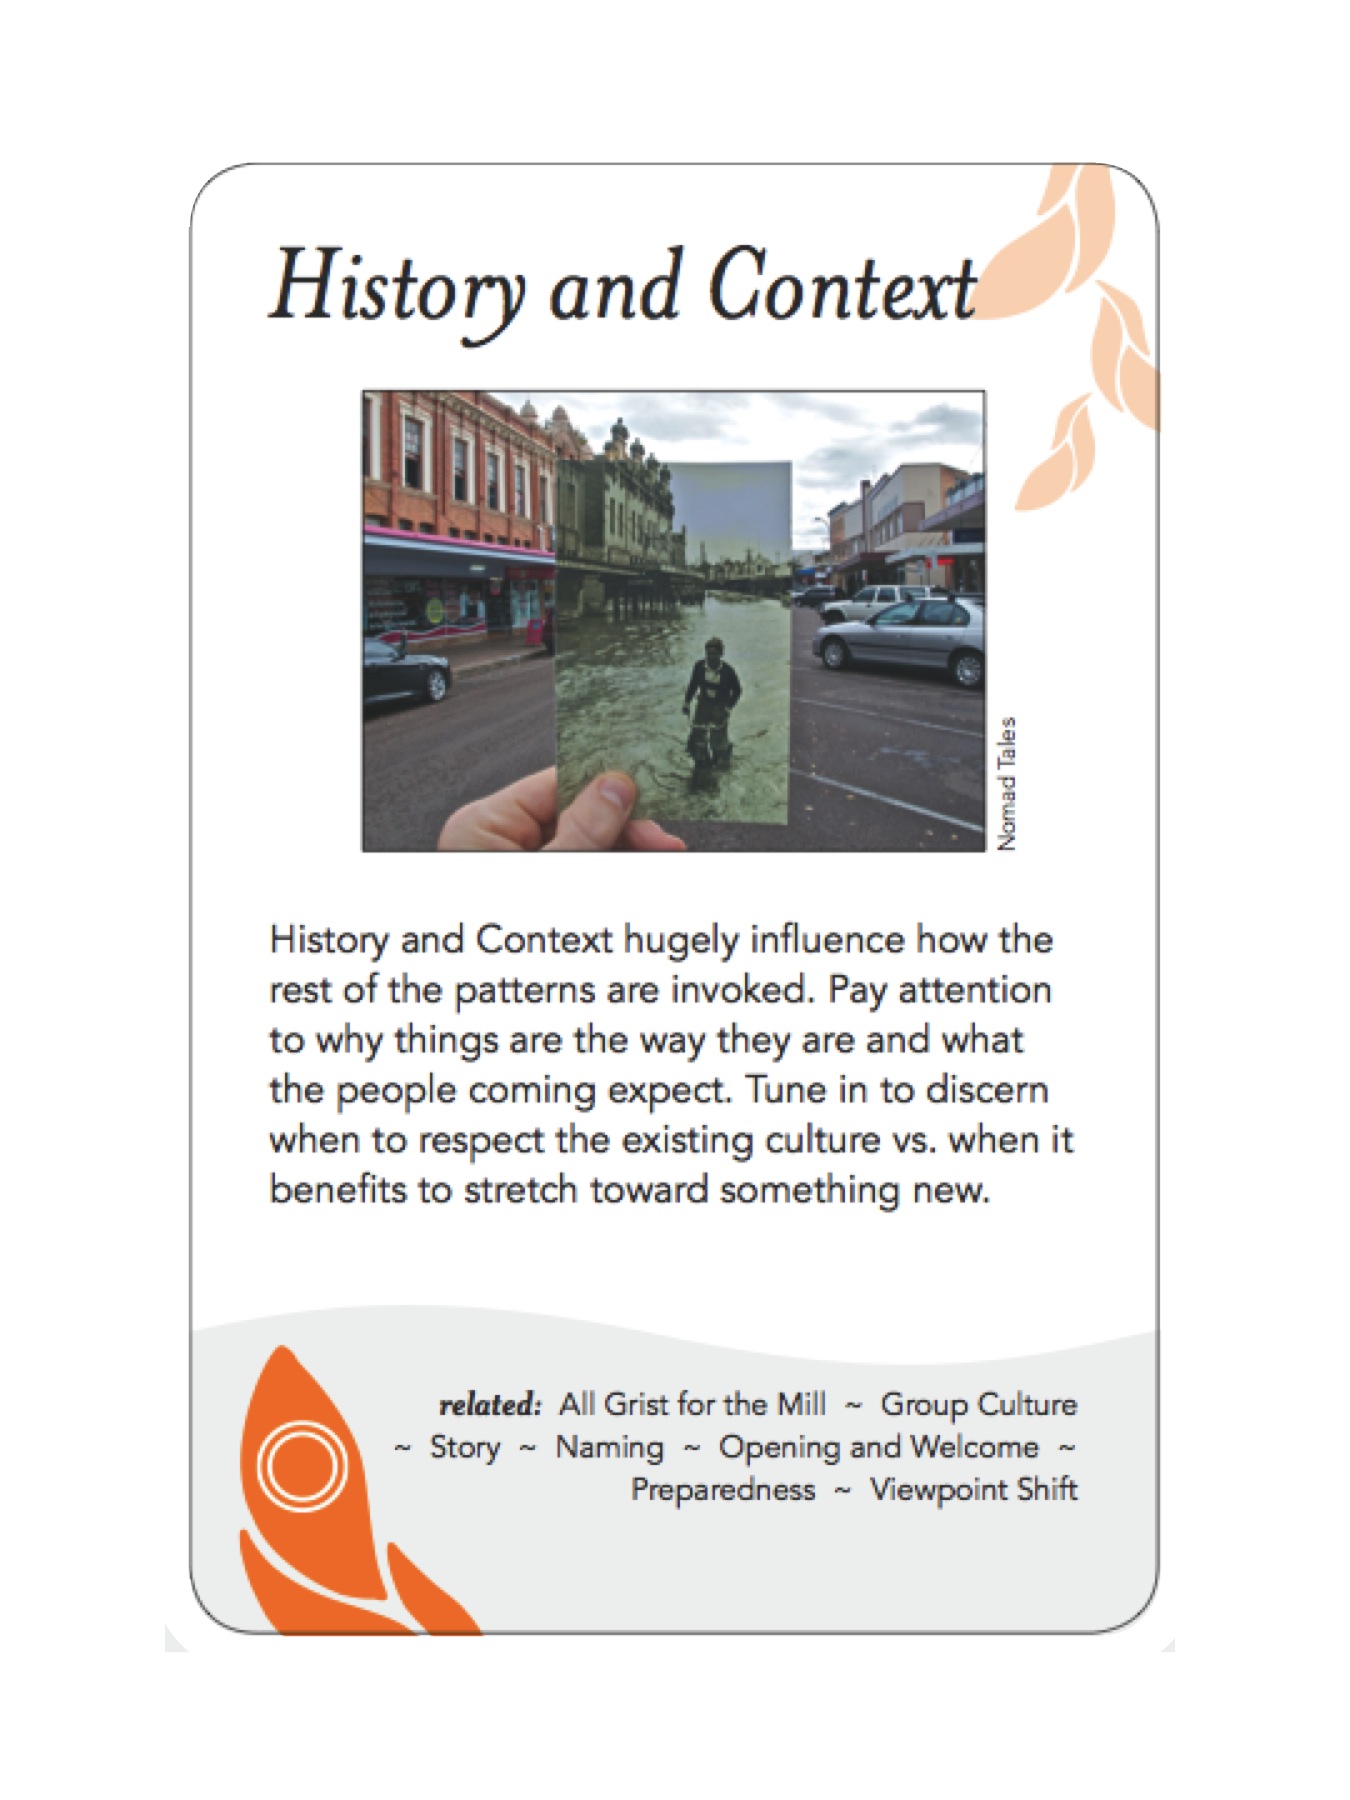 History and Context
Nomad Tales
History and Context hugely influence how the
rest of the patterns are invoked. Pay attention
to why things are the way they are and what
the people coming expect. Tune in to discern
when to respect the existing culture vs. when it
benefits to stretch toward something new.
related: All Grist for the Mill ~ Group Culture
~ Story ~ Naming ~ Opening and Welcome ~
Preparedness ~ Viewpoint Shift